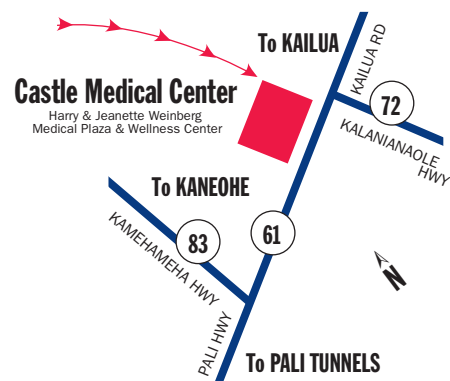 To KAILUA
KAILUA RD
Castle Medical Center
Harry & Jeanette Weinberg
Medical Plaza & Wellness Center
72
KALANIANAOLE
HWY
To KANEOHE
83
61
KAMEHAMEHA HWY
N
PALI HWY
To PALI TUNNELS